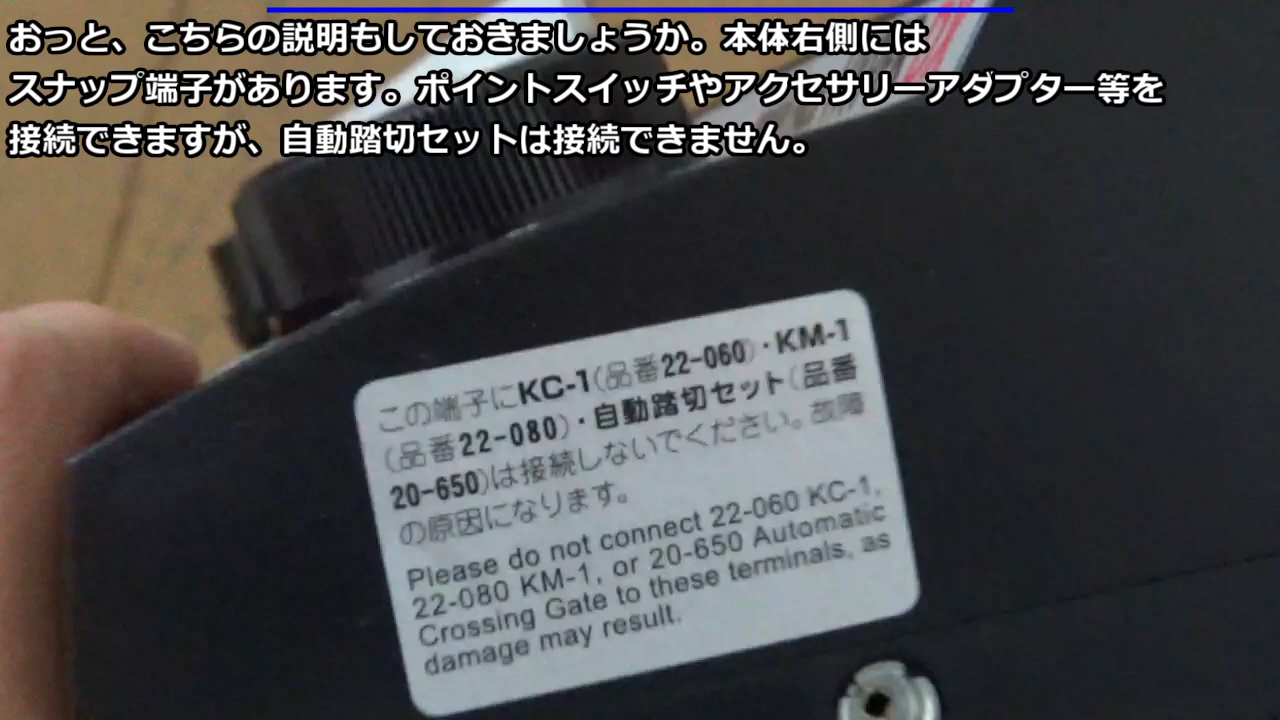 おっと、こちらの説明もしておきましょうか。本体右側には
スナップ端子があります。ポイントスイッチやアクセサリーアダプター等を
接続できますが、自動踏切セットは接続できません。
この端子にKC-1(品番22-060)・KM-1
(品番22-080)・自動踏切セット(品番
20-650)は接続しないでください。故障
の原因になります。
Please do not connect 22-060 KC-1,
22-080 KM-1, or 20-650 Automatic
Crossing Gate to these terminals, as
damage may result.